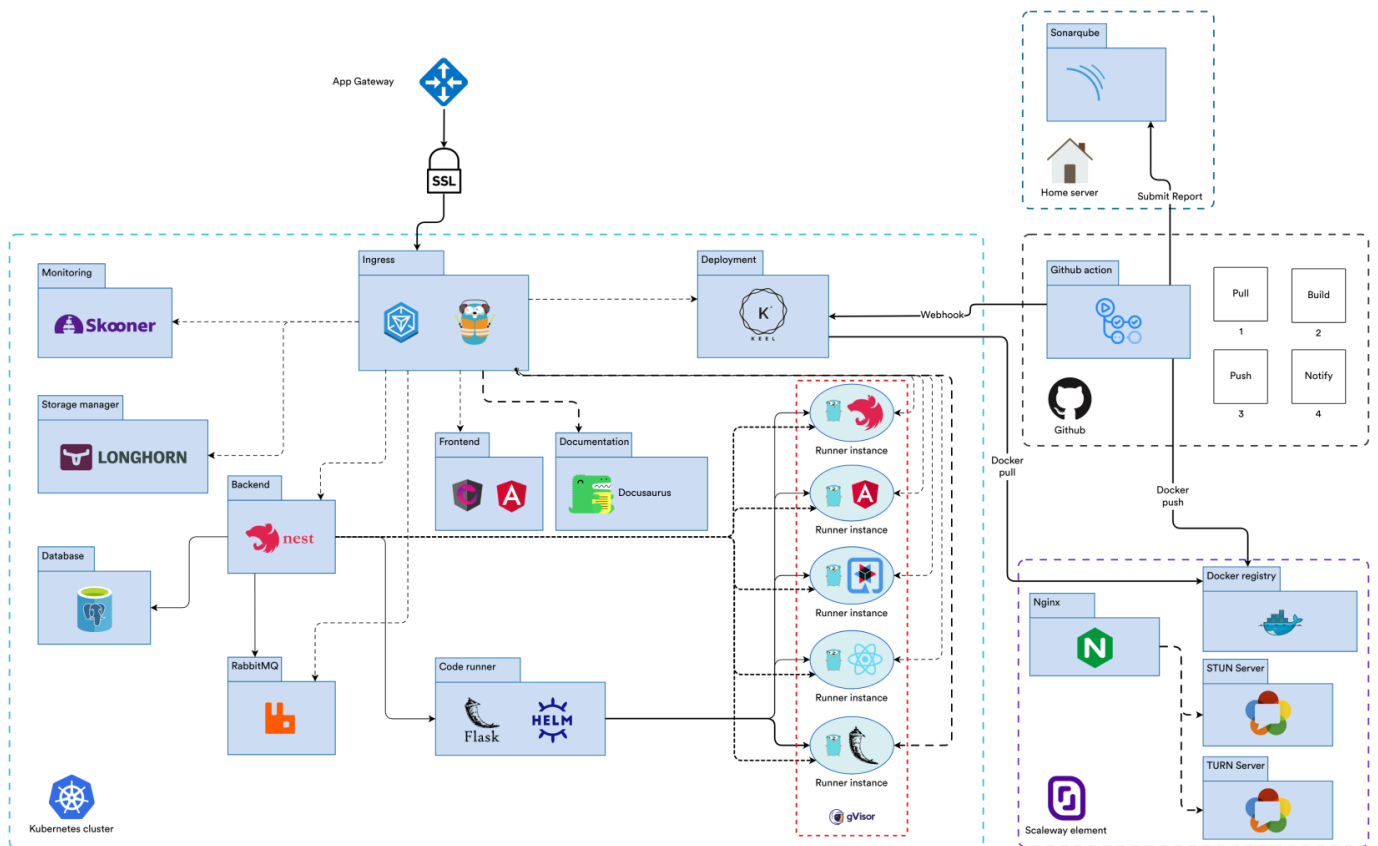 Sonarqube
App Gateway
SSL
Home server
Submit Report
Monitoring
Skooner
Ingress
Deployment
K
KEEL
Webhook
Github action
Pull
1
Build
2
Push
3
Notify
4
Github
Storage manager
LONGHORN
Frontend
Documentation
Docusaurus
Runner instance
Runner instance
Runner instance
Runner instance
Runner instance
gVisor
Backend
nest
Database
RabbitMQ
Code runner
Flask
HELM
Kubernetes cluster
Docker
pull
Docker
push
Docker registry
Nginx
N
STUN Server
TURN Server
Scaleway element